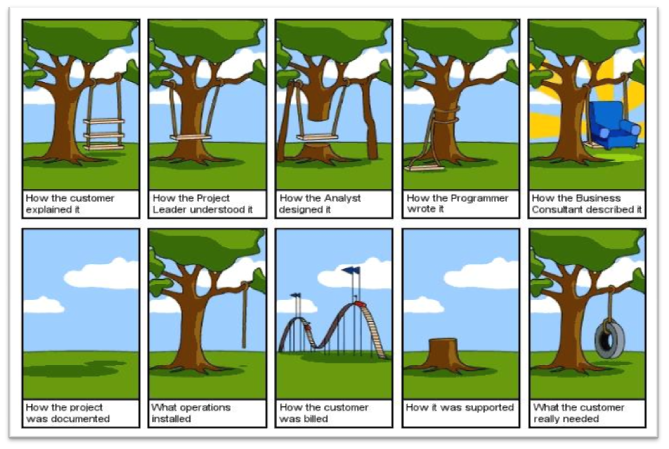 How the customer
explained it
How the Project
Leader understood it
How the Analyst
designed it
How the Programmer
wrote it
How the Business
Consultant described it
How the project
was documented
What operations
installed
How the customer
was billed
How it was supported
What the customer
really needed